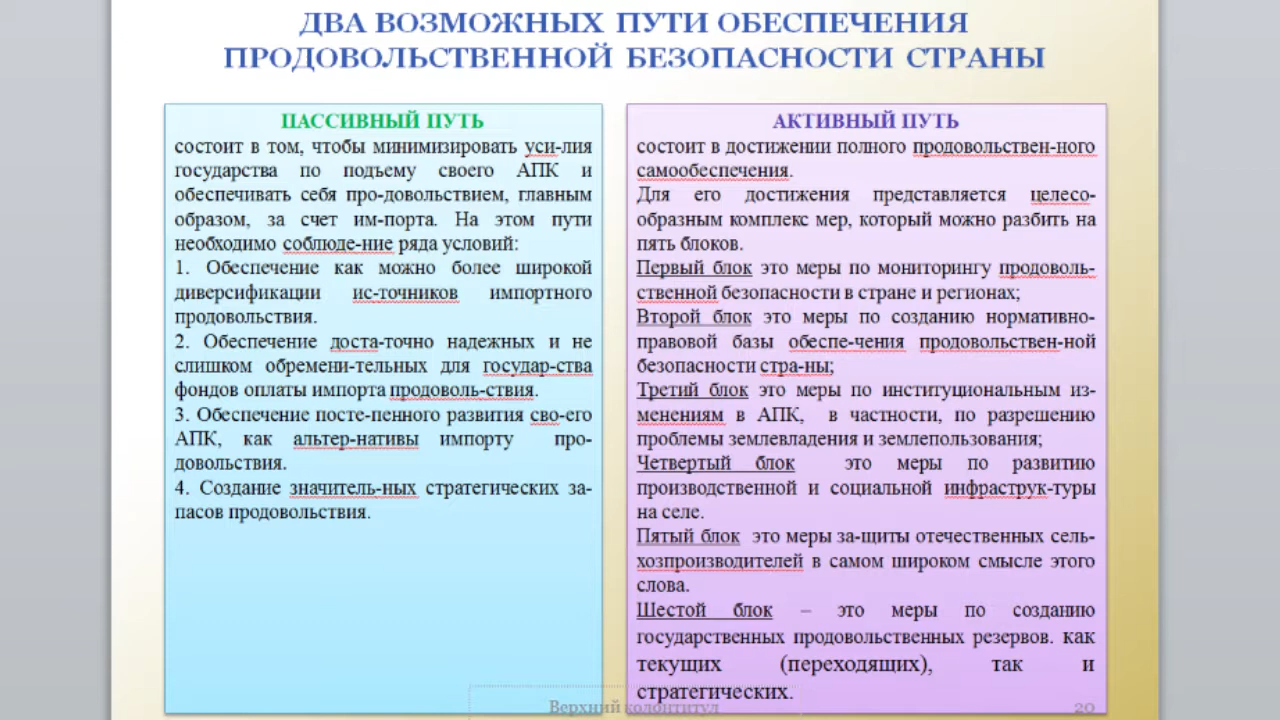 ДВА ВОЗМОЖНЫХ ПУТИ ОБЕСПЕЧЕНИЯ
ПРОДОВОЛЬСТВЕННОЙ БЕЗОПАСНОСТИ СТРАНЫ
ПАССИВНЫЙ ПУТЬ
состоит в том, чтобы минимизировать уси-лия
государства по подъему своего АПК и
обеспечивать себя про-довольствием, главным
образом, за счет им-порта. На этом пути
необходимо соблюде-ние ряда условий:
1. Обеспечение как можно более широкой
диверсификации ис-точников импортного
продовольствия.
2. Обеспечение доста-точно надежных и не
слишком обремени-тельных для государ-ства
фондов оплаты импорта продоволь-ствия.
3. Обеспечение посте-пенного развития сво-его
АПК, как альтер-нативы импорту про-
довольствия.
4. Создание значитель-ных стратегических за-
пасов продовольствия.
АКТИВНЫЙ ПУТЬ
состоит в достижении полного продовольствен-ного
самообеспечения.
Для его достижения представляется целесо-
образным комплекс мер, который можно разбить на
пять блоков.
Первый блок это меры по мониторингу продоволь-
ственной безопасности в стране и регионах;
Второй блок это меры по созданию нормативно-
правовой базы обеспе-чения продовольствен-ной
безопасности стра-ны;
Третий блок это меры по институциональным из-
менениям в АПК, в частности, по разрешению
проблемы землевладения и землепользования;
Четвертый блок это меры по развитию
производственной и социальной инфраструк-туры
на селе.
Пятый блок это меры за-щиты отечественных сель-
хозпроизводителей в самом широком смысле этого
слова.
Шестой блок – это меры по созданию
государственных продовольственных резервов. как
текущих (переходящих), так и
стратегических.
Верхний колонтитул
20